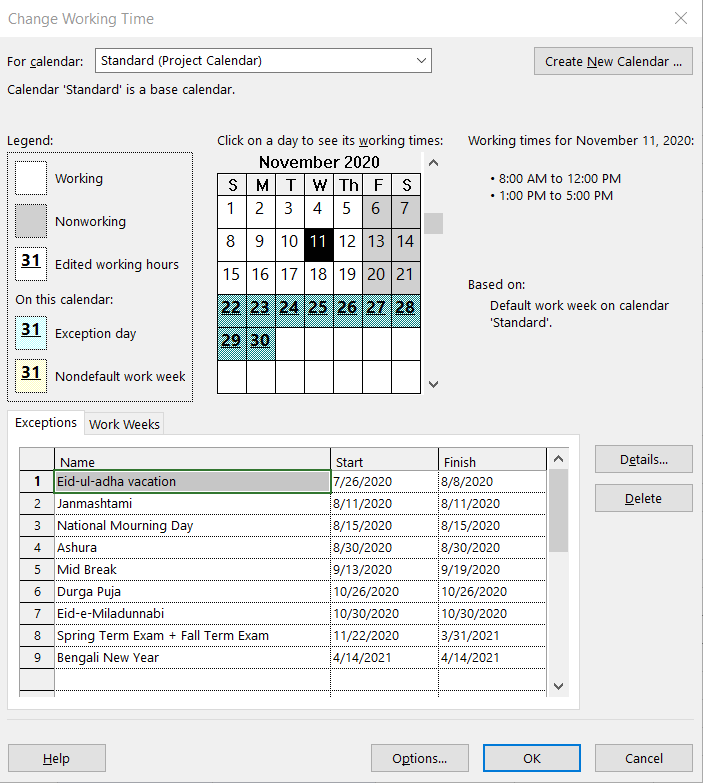 Change Working Time
For calendar: Standard (Project Calendar)
Create New Calendar ...
Calendar 'Standard' is a base calendar.
Legend:
Working
Nonworking
31 Edited working hours
On this calendar:
31 Exception day
31 Nondefault work week
Click on a day to see its working times:
November 2020
S M T W Th F S
1 2 3 4 5 6 7
8 9 10 11 12 13 14
15 16 17 18 19 20 21
22 23 24 25 26 27 28
29 30
Working times for November 11, 2020:
• 8:00 AM to 12:00 PM
• 1:00 PM to 5:00 PM
Based on:
Default work week on calendar
'Standard'.
Exceptions Work Weeks
Name Start Finish
1 Eid-ul-adha vacation 7/26/2020 8/8/2020
2 Janmashtami 8/11/2020 8/11/2020
3 National Mourning Day 8/15/2020 8/15/2020
4 Ashura 8/30/2020 8/30/2020
5 Mid Break 9/13/2020 9/19/2020
6 Durga Puja 10/26/2020 10/26/2020
7 Eid-e-Miladunnabi 10/30/2020 10/30/2020
8 Spring Term Exam + Fall Term Exam 11/22/2020 3/31/2021
9 Bengali New Year 4/14/2021 4/14/2021
Details...
Delete
Help Options... OK Cancel